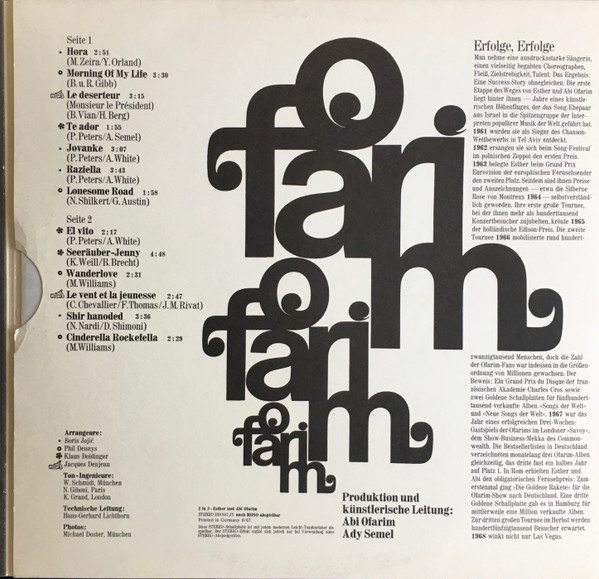 Seite 1
Hora 2:51
(M. Zeira/Y. Orland)
Morning Of My Life 3:30
(B. u. R. Gibb)
Le deserteur 3:15
(Monsieur le Président)
(B. Vian/H. Berg)
Te ador 1:55
(P. Peters/A. Semel)
Jovanke 3:07
(P. Peters/A. White)
Raziella 3:43
(P. Peters/A. White)
Lonesome Road 1:58
(N. Shilkert/G. Austin)
Seite 2
El vito 2:17
(P. Peters/A. White)
Seeräuber-Jenny 4:48
(K. Weill/B. Brecht)
Wanderlove 2:31
(M. Williams)
Le vent et la jeunesse 2:47
(C. Chevallier/F. Thomas/J. M. Rivat)
Shir hanoded 3:36
(N. Nardi/D. Shimoni)
Cinderella Rockefella 2:29
(M. Williams)
Arrangeure:
Boris Jojić
Phil Dennys
Klaus Doldinger
Jacques Denjean
Ton-Ingenieure:
W. Schmidt, München
N. Giboni, Paris
K. Grand, London
Technische Leitung:
Hans-Gerhard Lichthorn
Photos:
Michael Doster, München
o
farim
o
farim
o
farim
2 in 3 - Esther und Abi Ofarim
auch MONO abspielbar
Printed in Germany
Produktion und
künstlerische Leitung:
Abi Ofarim
Ady Semel
Erfolge, Erfolge
Man nehme eine ausdrucksstarke Sängerin,
einen vielseitig begabten Choreographen,
Fleiß, Zielstrebigkeit, Talent. Das Ergebnis:
Eine Success-Story ohnegleichen. Die erste
Etappe des Weges von Esther und Abi Ofarim
liegt hinter ihnen — Jahre eines künstle-
rischen Höhenfluges, der das Song-Ehepaar
aus Israel in die Spitzengruppe der Inter-
preten populärer Musik der Welt geführt hat.
1961 wurden sie als Sieger des Chanson-
Wettbewerbs in Tel Aviv entdeckt.
1962 ersangen sie sich beim Song-Festival
im polnischen Zoppot den ersten Preis.
1963 belegte Esther beim Grand Prix
Eurovision der europäischen Fernsehsender
den zweiten Platz. Seitdem sind ihnen Preise
und Auszeichnungen — etwa die Silberne
Rose von Montreux 1964 — selbstverständ-
lich geworden. Ihre erste große Tournee,
bei der ihnen mehr als hunderttausend
Konzertbesucher zujubelten, krönte 1965
der holländische Edison-Preis. Die zweite
Tournee 1966 mobilisierte rund hundert-
zwanzigtausend Menschen, doch die Zahl
der Ofarim-Fans war indessen in die Größen-
ordnung von Millionen gewachsen. Der
Beweis: Ein Grand Prix du Disque der fran-
zösischen Akademie Charles Cros sowie
zwei Goldene Schallplatten für fünfhundert-
tausend verkaufte Alben »Songs der Welt«
und »Neue Songs der Welt«. 1967 war das
Jahr eines erfolgreichen Drei-Wochen-
Gastspiels der Ofarims im Londoner »Savoy«,
dem Show-Business-Mekka des Common-
wealth. Die Bestsellerlisten in Deutschland
verzeichneten monatelang drei Ofarim-Alben
gleichzeitig, das dritte fast ein halbes Jahr
auf Platz 1. In Rom erhielten Esther und
Abi den obligatorischen Fernsehpreis: Zum
erstenmal ging »Die Goldene Rakete« für die
Ofarim-Show nach Deutschland. Eine dritte
Goldene Schallplatte gab es in Hamburg für
mittlerweile eine Million verkaufte Alben.
Zur dritten großen Tournee im Herbst werden
hundertfünfzigtausend Besucher erwartet.
1968 winkt nicht nur Las Vegas.